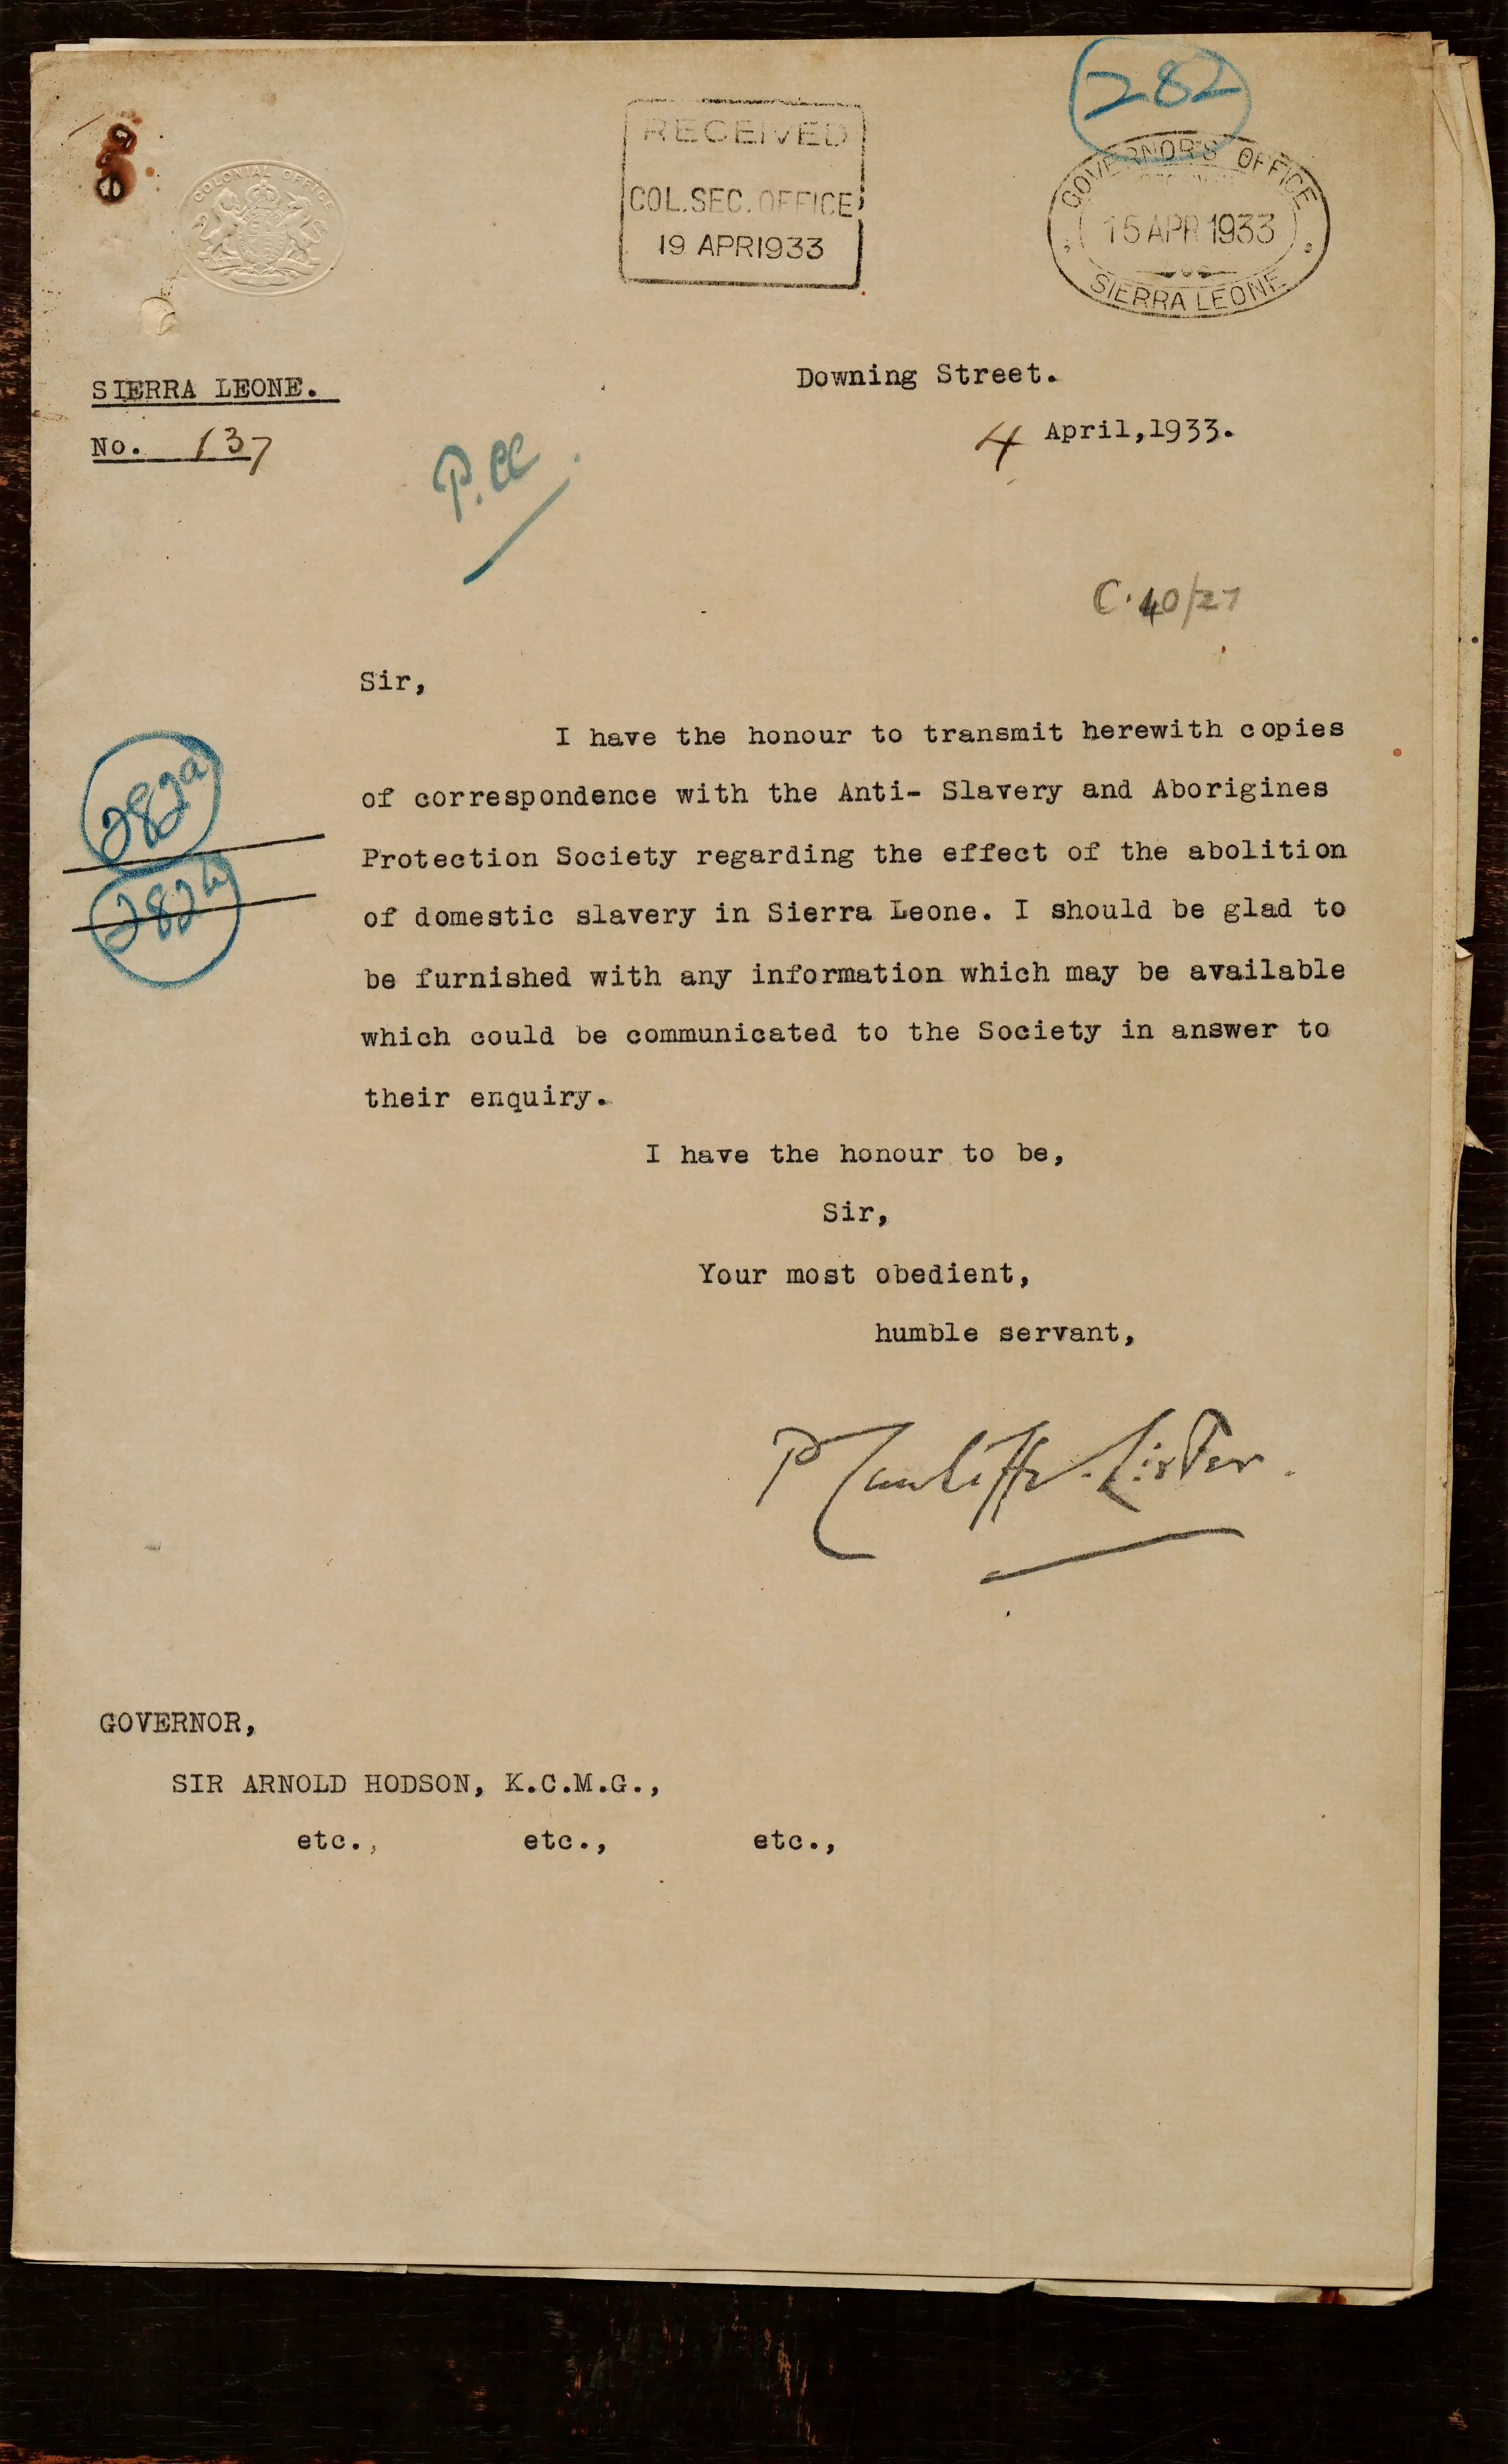 282
RECEIVED
COL.SEC.OFFICE
19 APR 1933
GOVERNOR'S OFFICE
15 APR 1933
SIERRA LEONE
COLONIAL OFFICE
SIERRA LEONE.
No. 137
Downing Street.
4 April,1933.
P.CC.
C.40/27
Sir,
I have the honour to transmit herewith copies
of correspondence with the Anti- Slavery and Aborigines
Protection Society regarding the effect of the abolition
of domestic slavery in Sierra Leone. I should be glad to
be furnished with any information which may be available
which could be communicated to the Society in answer to
their enquiry.
282a
282b
I have the honour to be,
Sir,
Your most obedient,
humble servant,
P Cunliffe-Lister.
GOVERNOR,
SIR ARNOLD HODSON, K.C.M.G.,
etc., etc., etc.,